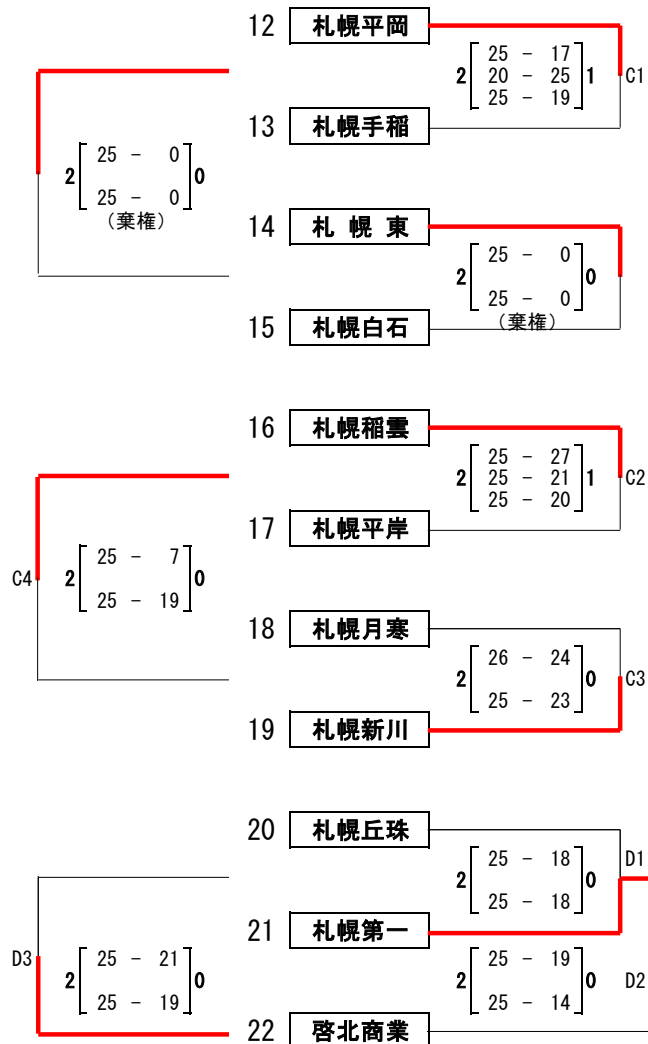 12 札幌平岡
2 25 - 17 1 C1
20 - 25
25 - 19
13 札幌手稲
2 25 - 0 0
25 - 0
(棄権)
14 札幌東
2 25 - 0 0
25 - 0
(棄権)
15 札幌白石
16 札幌稲雲
2 25 - 27 1 C2
25 - 21
25 - 20
17 札幌平岸
C4 2 25 - 7 0
25 - 19
18 札幌月寒
2 26 - 24 0 C3
25 - 23
19 札幌新川
20 札幌丘珠
2 25 - 18 0 D1
25 - 18
21 札幌第一
D3 2 25 - 21 0
25 - 19
2 25 - 19 0 D2
25 - 14
22 啓北商業